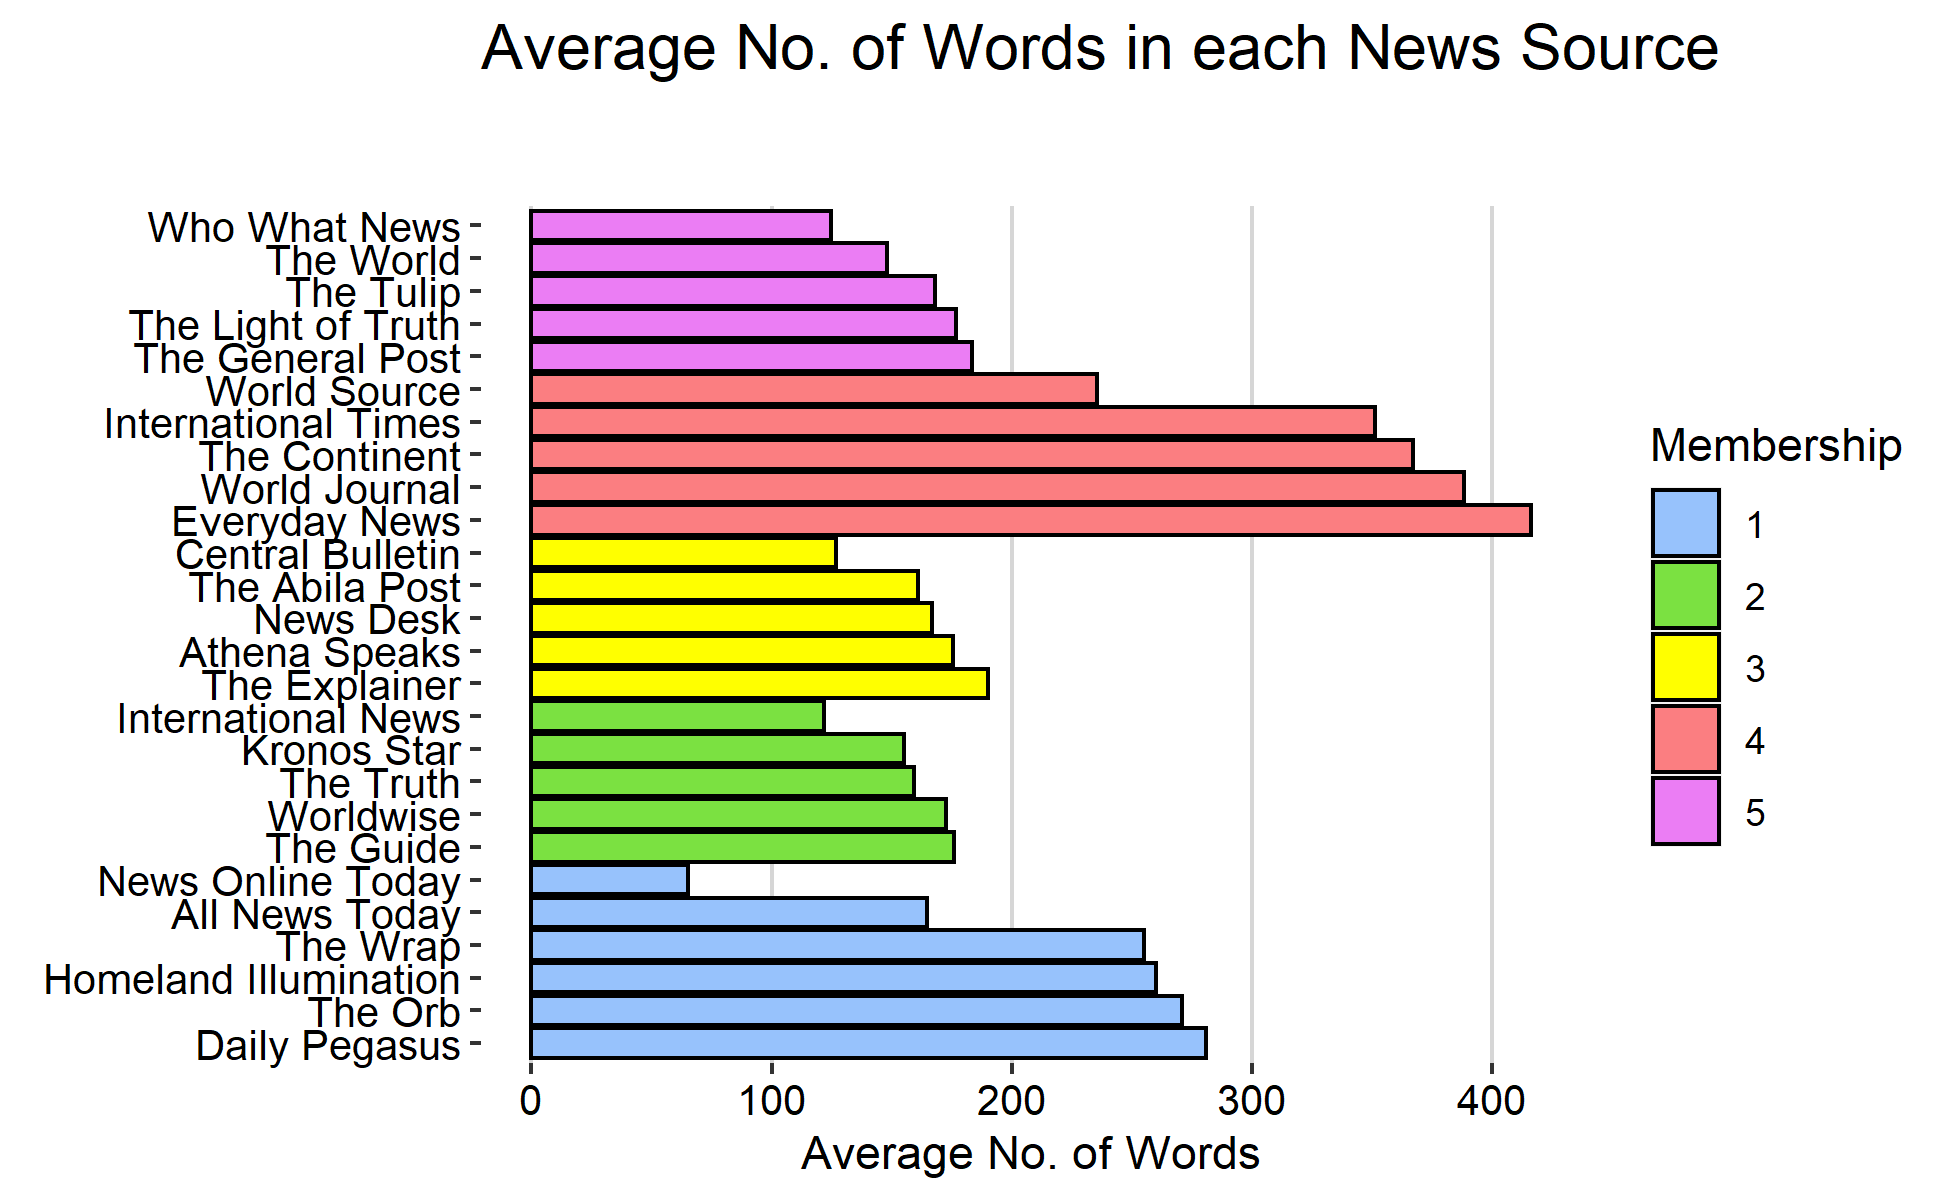 Average No. of Words in each News Source
Who What News
The World
The Tulip
The Light of Truth
The General Post
World Source
International Times
The Continent
World Journal
Everyday News
Central Bulletin
The Abila Post
News Desk
Athena Speaks
The Explainer
International News
Kronos Star
The Truth
Worldwise
The Guide
News Online Today
All News Today
The Wrap
Homeland Illumination
The Orb
Daily Pegasus
0 100 200 300 400
Average No. of Words
Membership
1
2
3
4
5